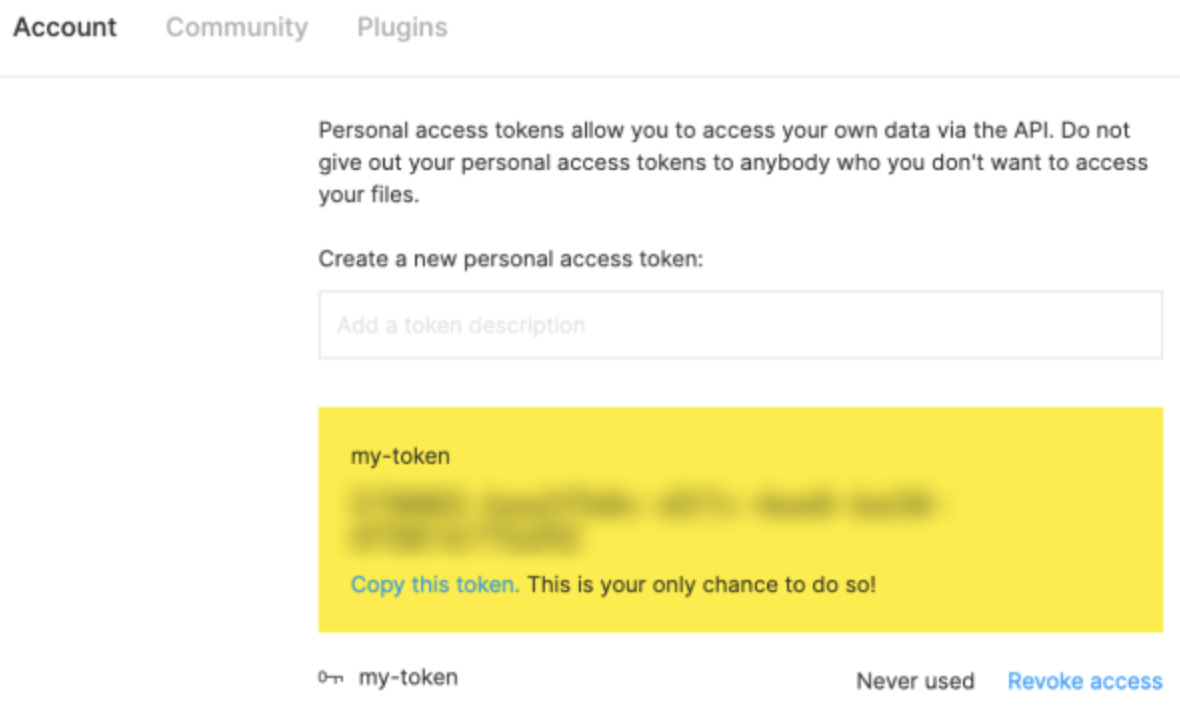 Account Community Plugins
Personal access tokens allow you to access your own data via the API. Do not
give out your personal access tokens to anybody who you don't want to access
your files.
Create a new personal access token:
Add a token description
my-token
Copy this token. This is your only chance to do so!
my-token Never used Revoke access